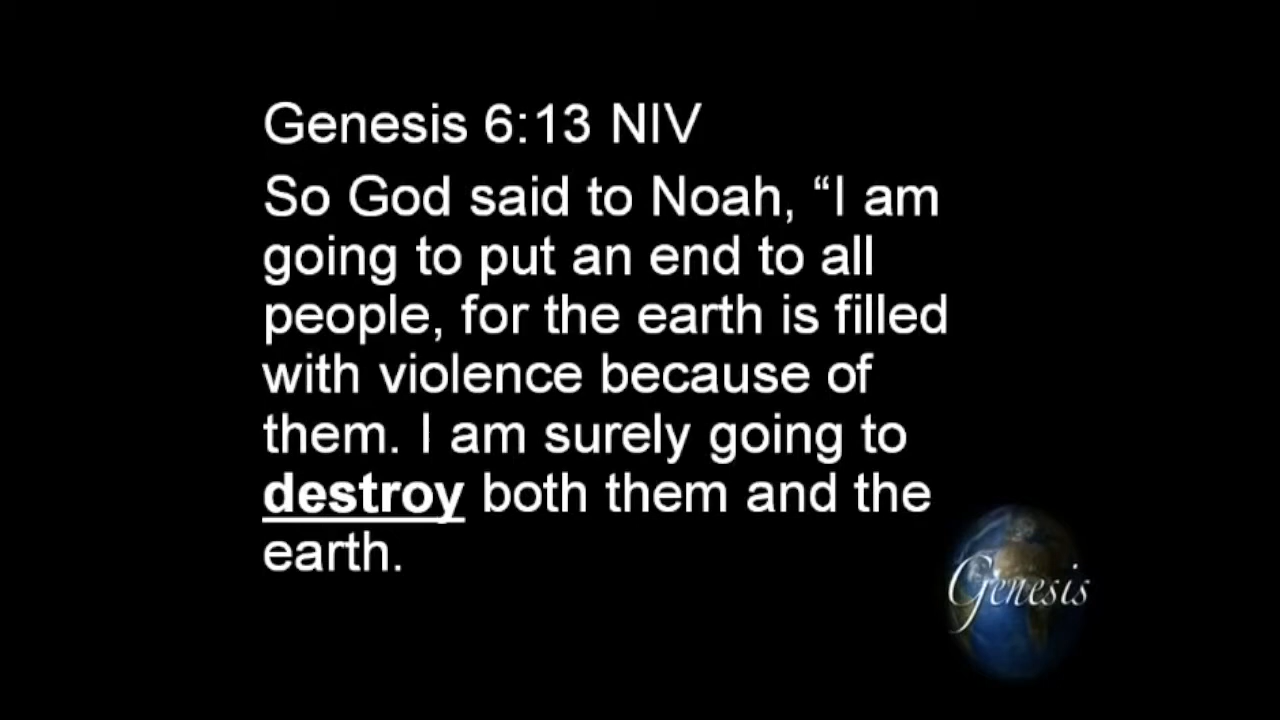 Genesis 6:13 NIV
So God said to Noah, “I am
going to put an end to all
people, for the earth is filled
with violence because of
them. I am surely going to
destroy both them and the
earth.
Genesis